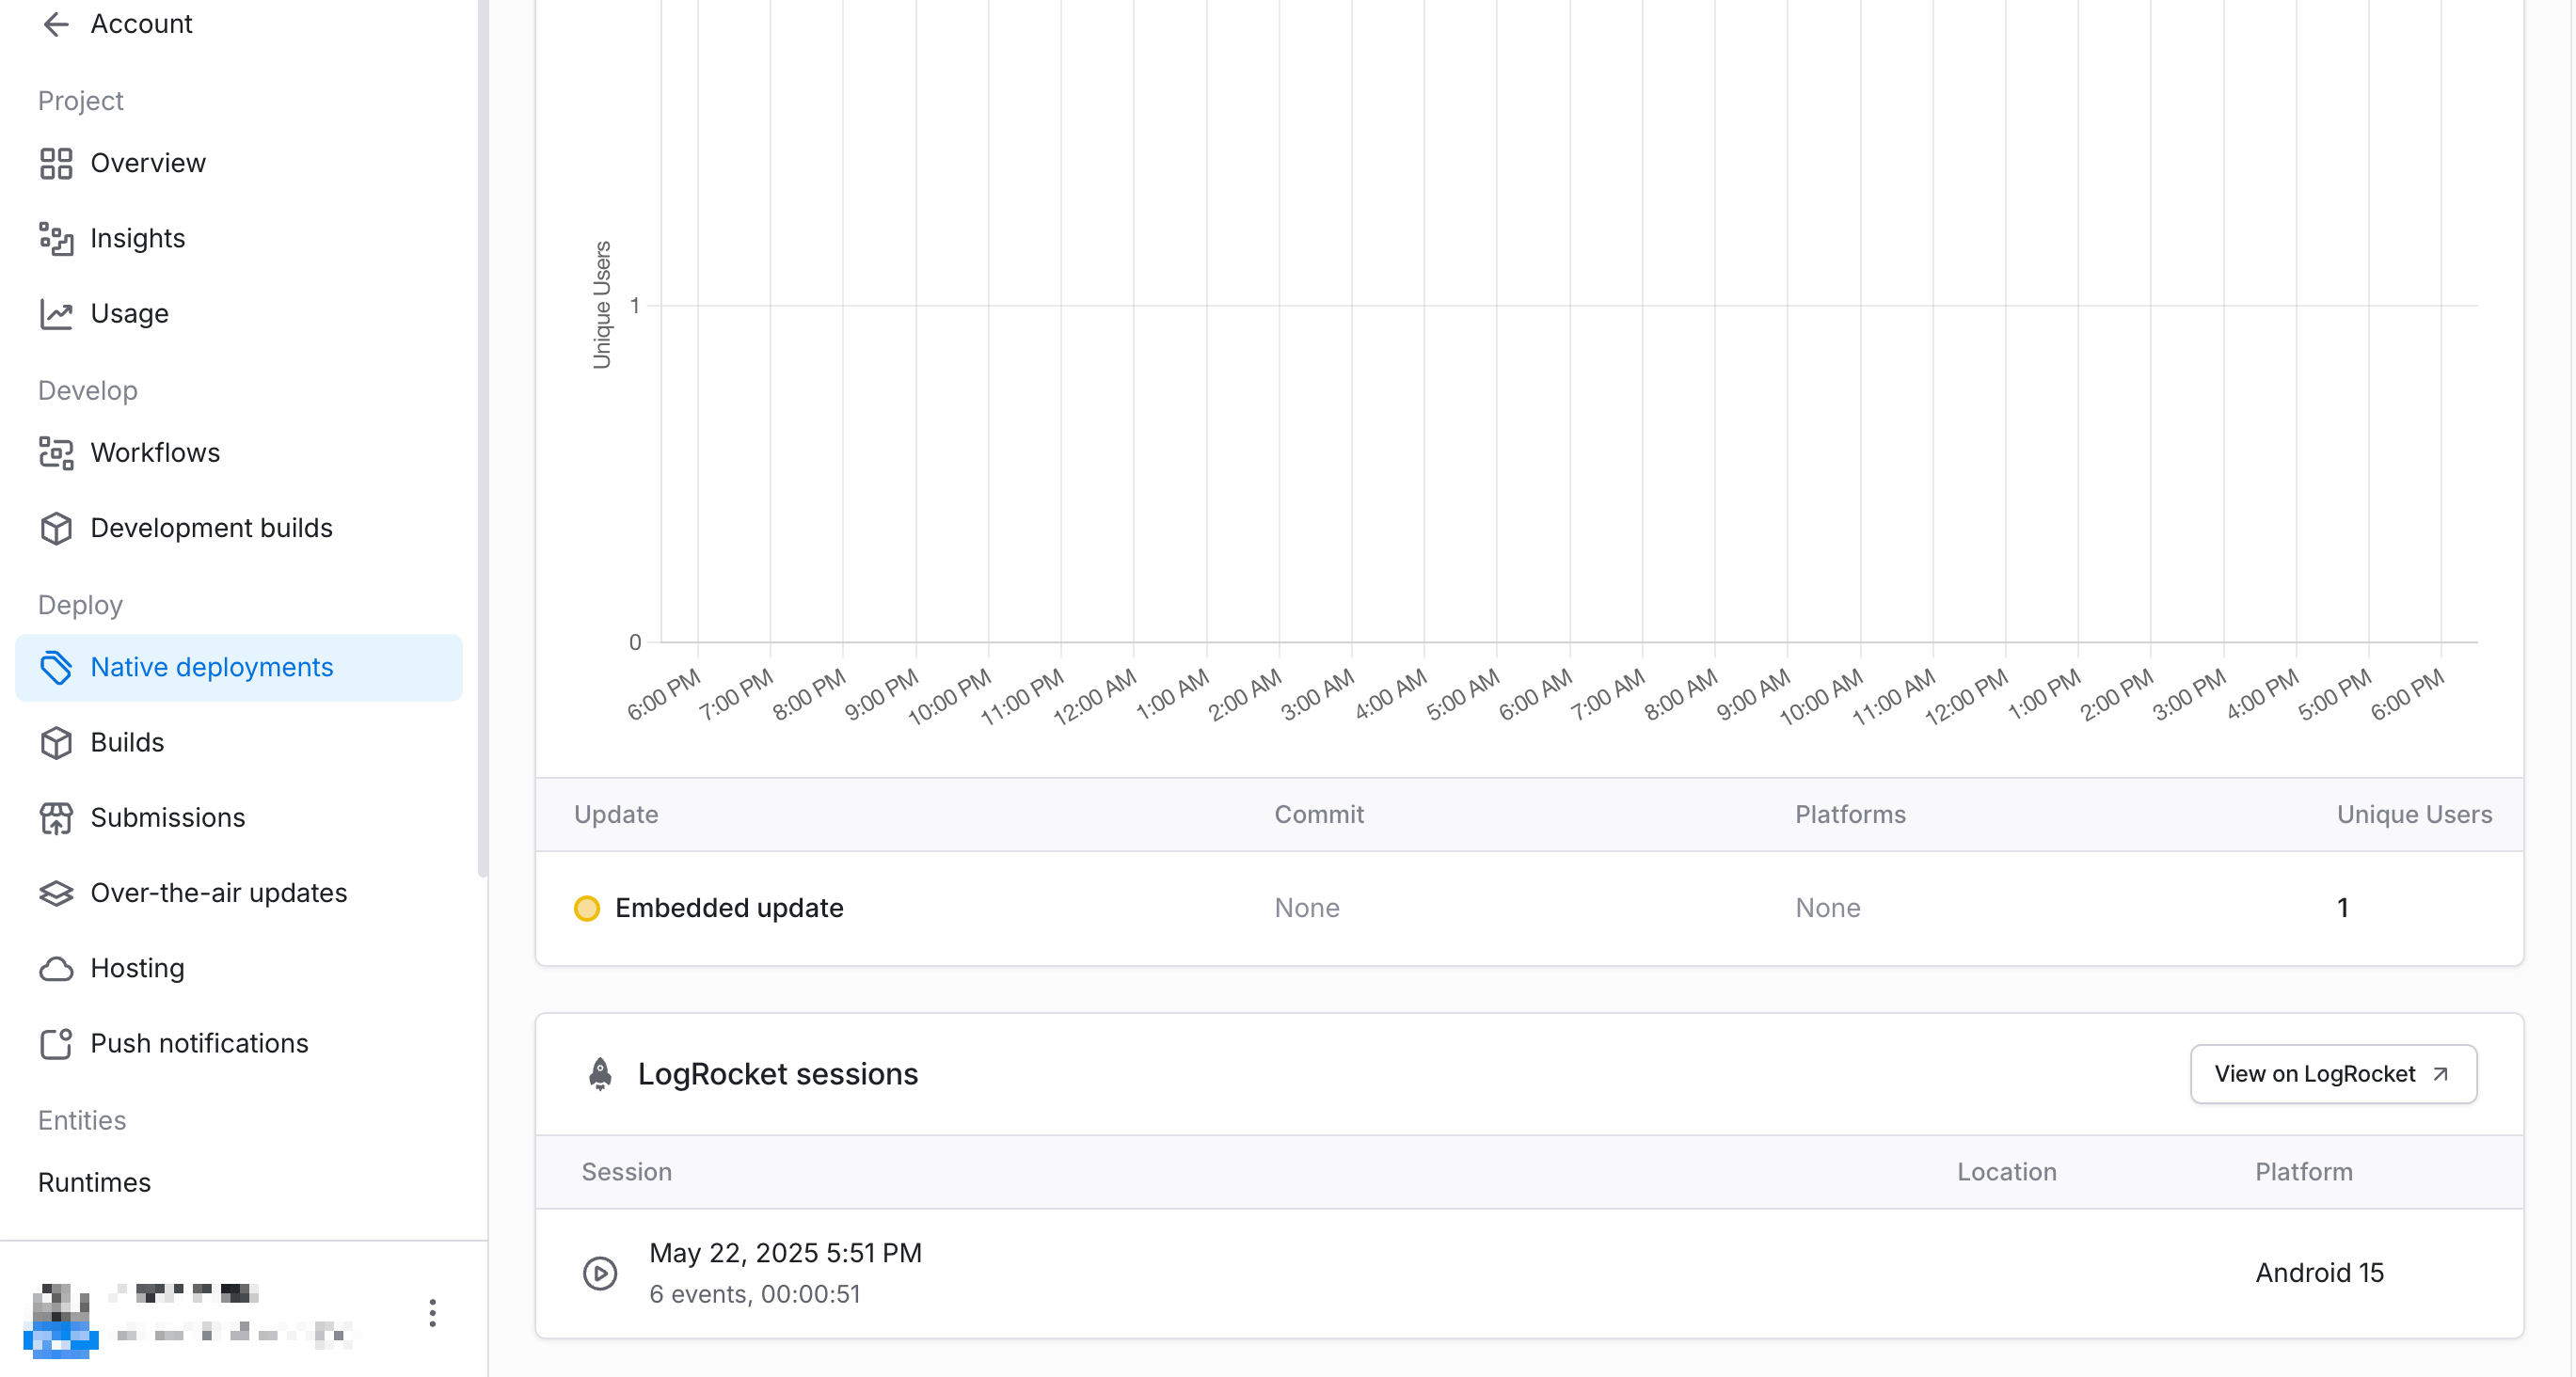 Account
Project
Overview
Insights
Usage
Develop
Workflows
Development builds
Deploy
Native deployments
Builds
Submissions
Over-the-air updates
Hosting
Push notifications
Entities
Runtimes
Unique Users
1
0
6:00 PM 7:00 PM 8:00 PM 9:00 PM 10:00 PM 11:00 PM 12:00 AM 1:00 AM 2:00 AM 3:00 AM 4:00 AM 5:00 AM 6:00 AM 7:00 AM 8:00 AM 9:00 AM 10:00 AM 11:00 AM 12:00 PM 1:00 PM 2:00 PM 3:00 PM 4:00 PM 5:00 PM 6:00 PM
Update Commit Platforms Unique Users
Embedded update None None 1
LogRocket sessions View on LogRocket
Session Location Platform
May 22, 2025 5:51 PM
6 events, 00:00:51
Android 15